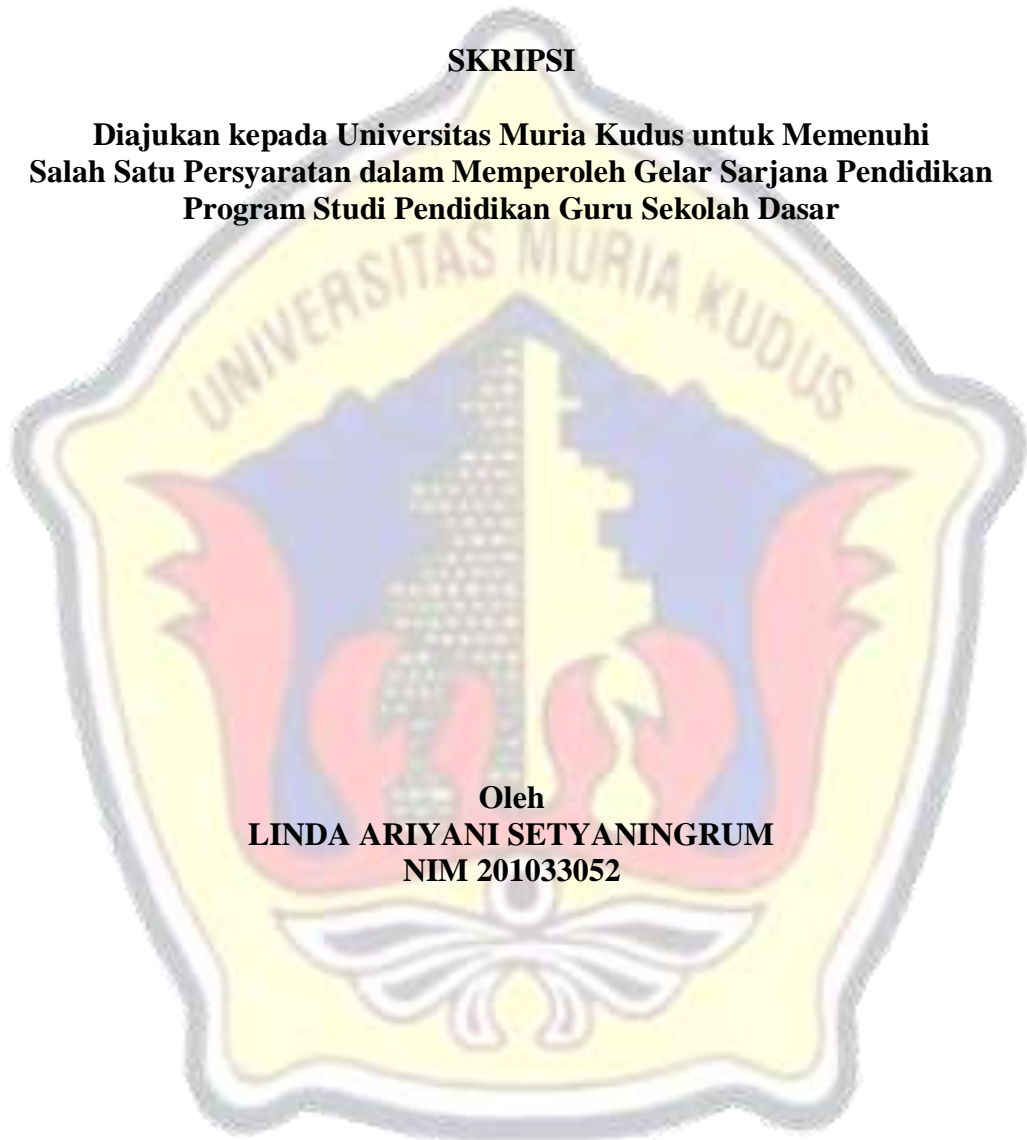 SKRIPSI
Diajukan kepada Universitas Muria Kudus untuk Memenuhi
Salah Satu Persyaratan dalam Memperoleh Gelar Sarjana Pendidikan
Program Studi Pendidikan Guru Sekolah Dasar
UNIVERSITAS MURIA KUDUS
Oleh
LINDA ARIYANI SETYANINGRUM
NIM 201033052